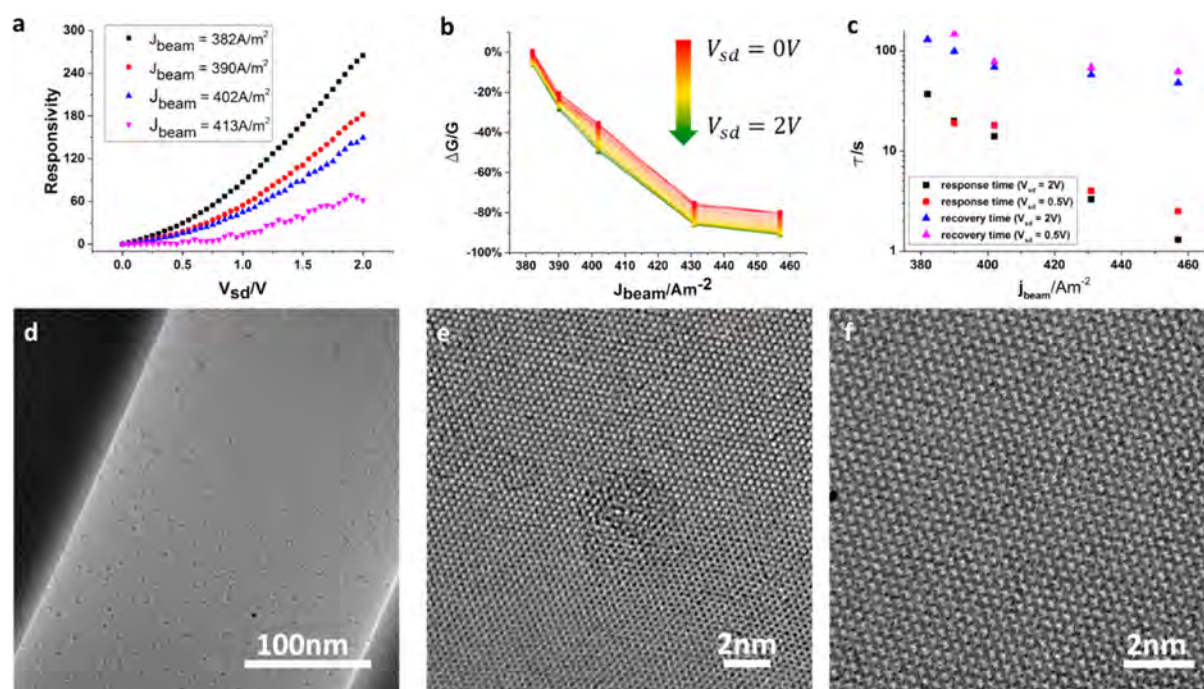 a
Responsivity
300
240
180
120
60
0
J_beam = 382A/m²
J_beam = 390A/m²
J_beam = 402A/m²
J_beam = 413A/m²
0.0 0.5 1.0 1.5 2.0
V_sd/V
b
ΔG/G
0%
-20%
-40%
-60%
-80%
-100%
V_sd = 0V
V_sd = 2V
380 390 400 410 420 430 440 450 460
J_beam/Am⁻²
c
τ/s
100
10
1
response time (V_sd = 2V)
response time (V_sd = 0.5V)
recovery time (V_sd = 2V)
recovery time (V_sd = 0.5V)
380 400 420 440 460
j_beam/Am⁻²
d
100nm
e
2nm
f
2nm